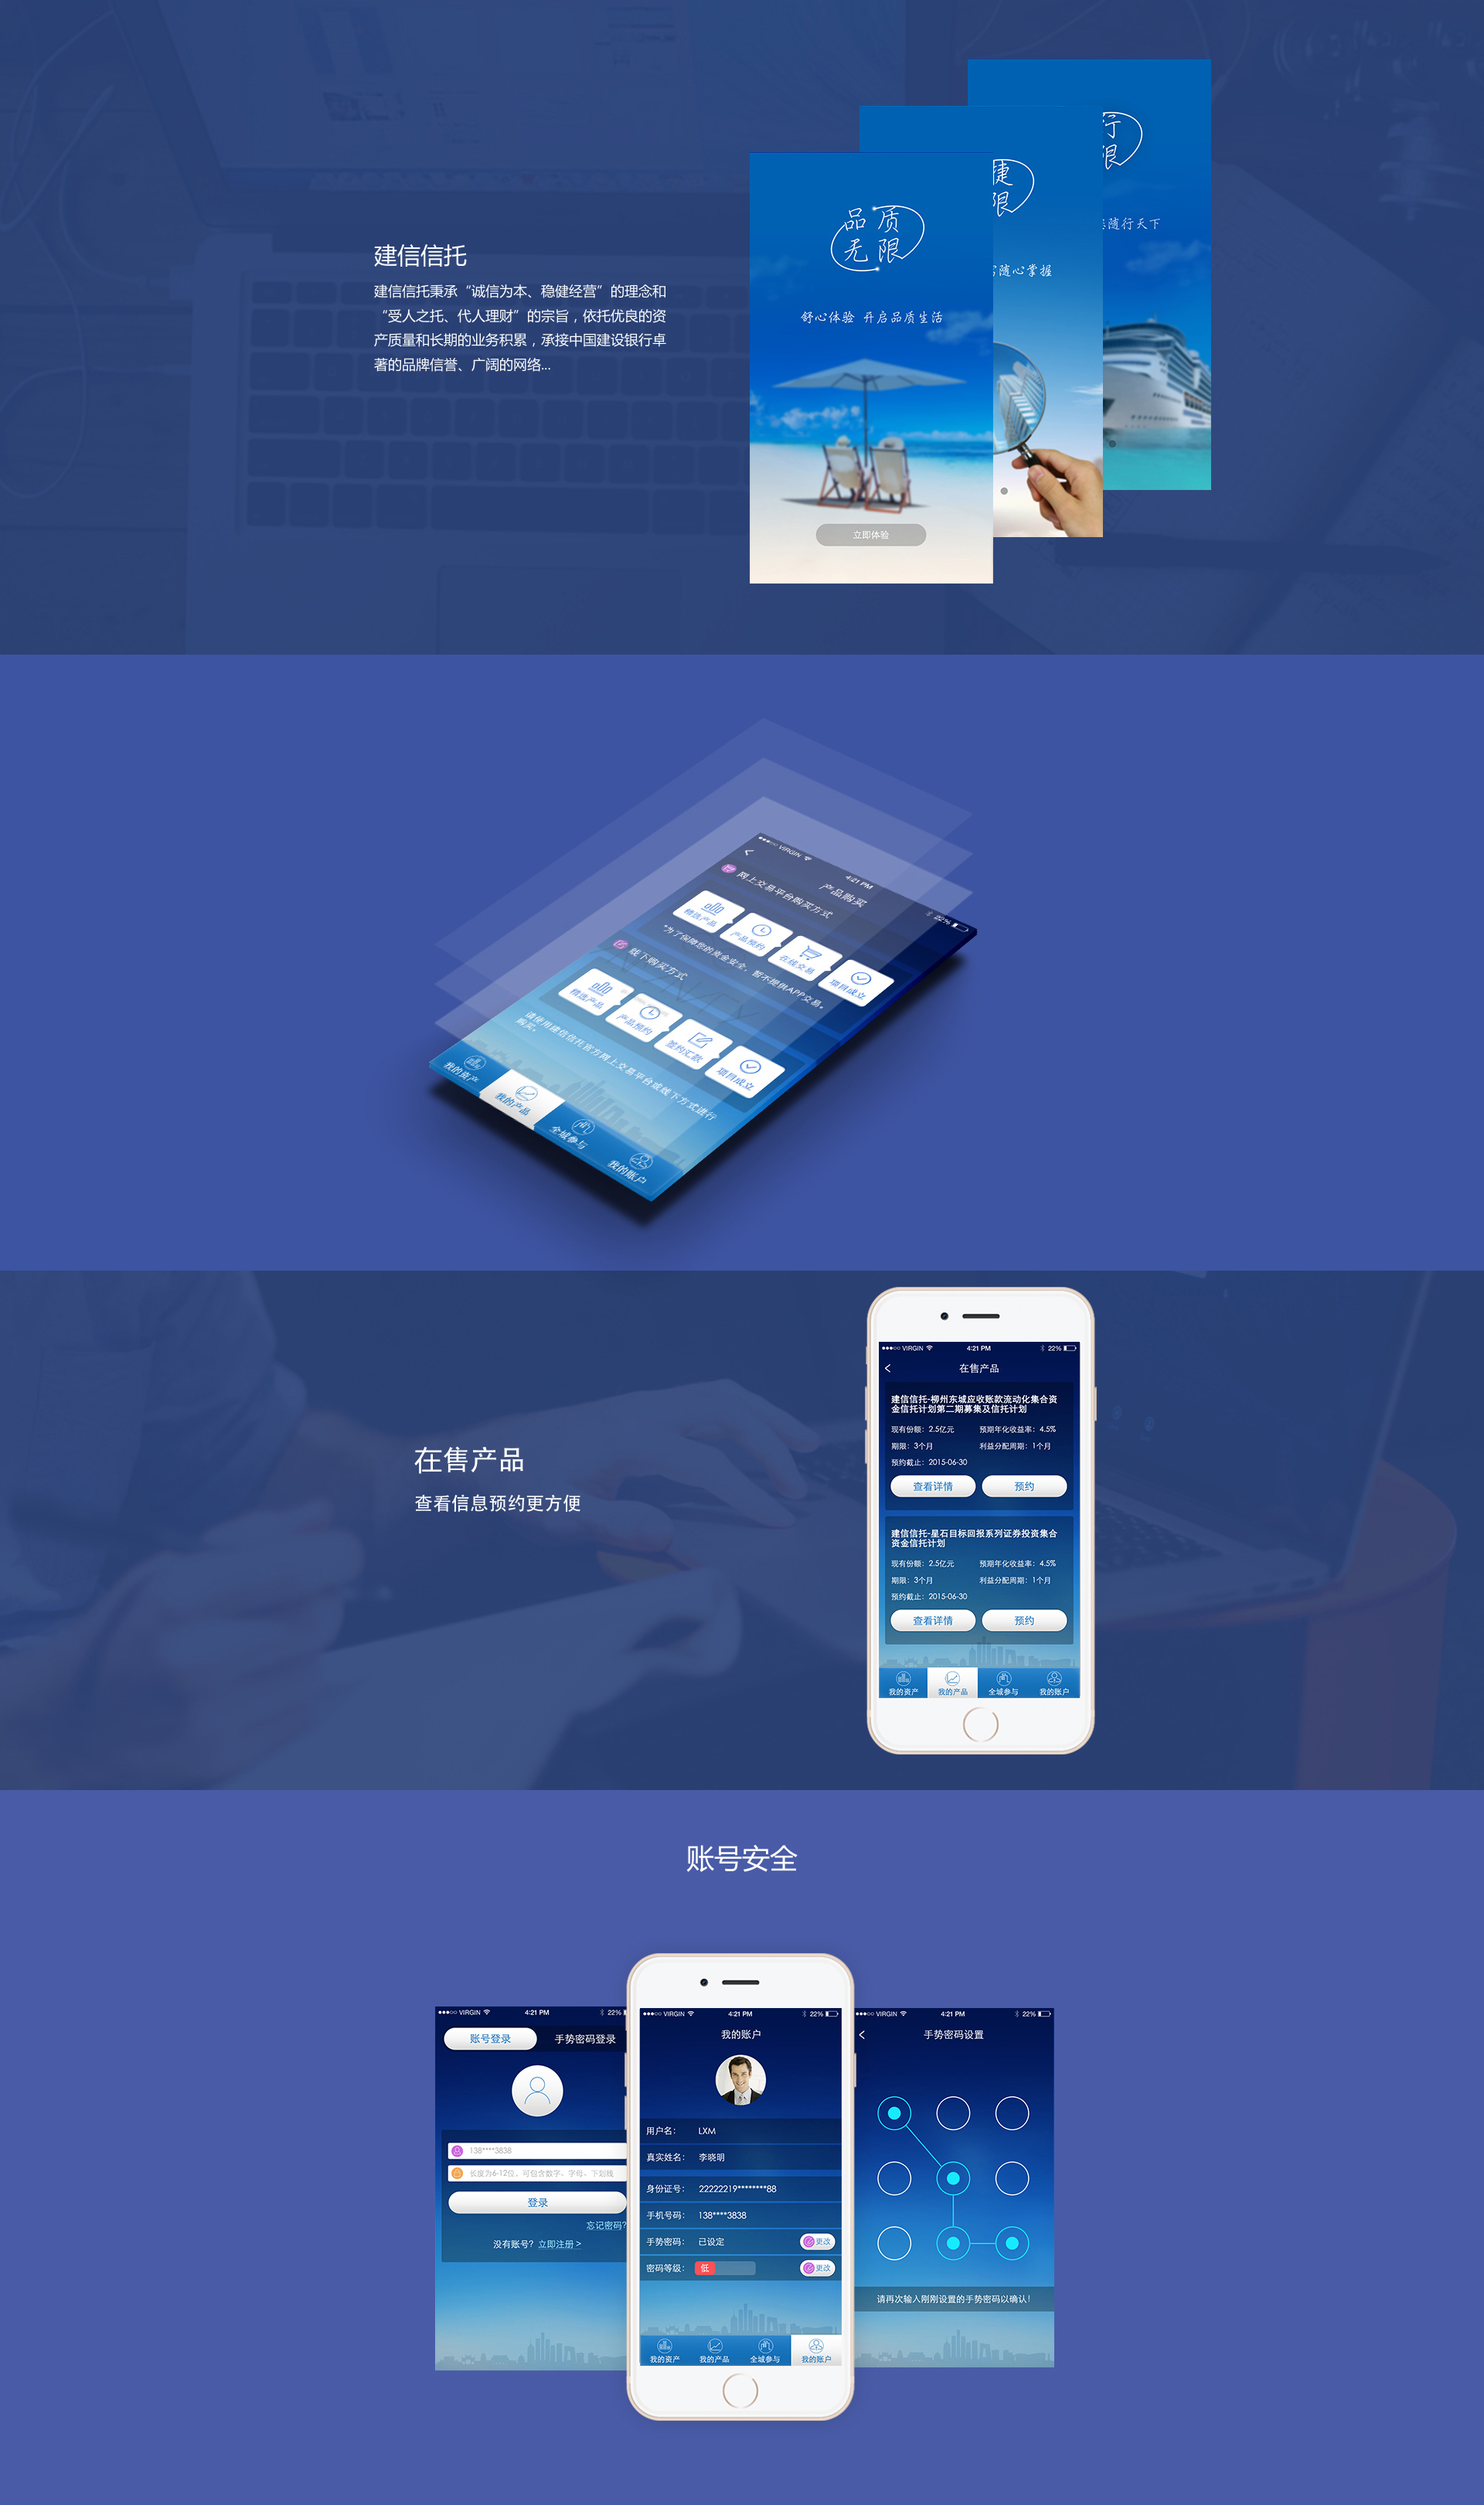 建信信托
建信信托秉承“诚信为本、稳健经营”的理念和
“受人之托、代人理财”的宗旨，依托优良的资
产质量和长期的业务积累，承接中国建设银行卓
著的品牌信誉、广阔的网络...
行
限
随行天下
捷
限
随心掌握
品质
无限
舒心体验 开启品质生活
立即体验
VIRGIN
4:21 PM
22%
产品购买
网上交易平台购买方式
精选产品
产品预约
在线交易
项目成立
*为了保障您的资金安全，暂不提供APP交易。
线下购买方式
精选产品
产品预约
签约汇款
项目成立
请使用建信信托官方网上交易平台或线下方式进行
购买。
我的资产
我的产品
全城参与
我的账户
在售产品
查看信息预约更方便
VIRGIN 4:21 PM 22%
在售产品
建信信托-柳州东城应收账款流动化集合资
金信托计划第二期募集及信托计划
现有份额：2.5亿元 预期年化收益率：4.5%
期限：3个月 利益分配周期：1个月
预约截止：2015-06-30
查看详情 预约
建信信托-星石目标回报系列证券投资集合
资金信托计划
现有份额：2.5亿元 预期年化收益率：4.5%
期限：3个月 利益分配周期：1个月
预约截止：2015-06-30
查看详情 预约
我的资产 我的产品 全城参与 我的账户
账号安全
VIRGIN 4:21 PM 22%
账号登录 手势密码登录
138****3838
长度为6-12位，可包含数字、字母、下划线
登录
忘记密码?
没有账号？立即注册 >
VIRGIN 4:21 PM 22%
我的账户
用户名： LXM
真实姓名： 李晓明
身份证号： 22222219********88
手机号码： 138****3838
手势密码： 已设定 更改
密码等级： 低 更改
我的资产 我的产品 全城参与 我的账户
VIRGIN 4:21 PM 22%
手势密码设置
请再次输入刚刚设置的手势密码以确认！